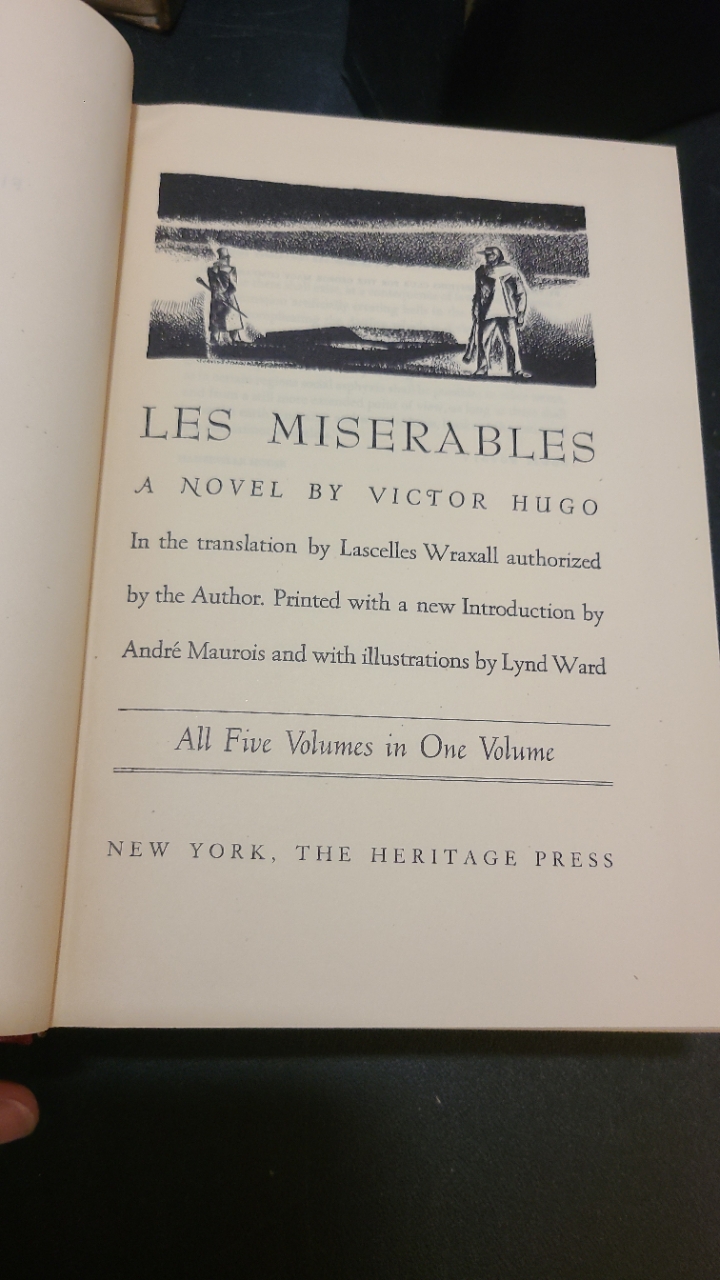 LES MISERABLES
A NOVEL BY VICTOR HUGO
In the translation by Lascelles Wraxall authorized
by the Author. Printed with a new Introduction by
André Maurois and with illustrations by Lynd Ward
All Five Volumes in One Volume
NEW YORK, THE HERITAGE PRESS